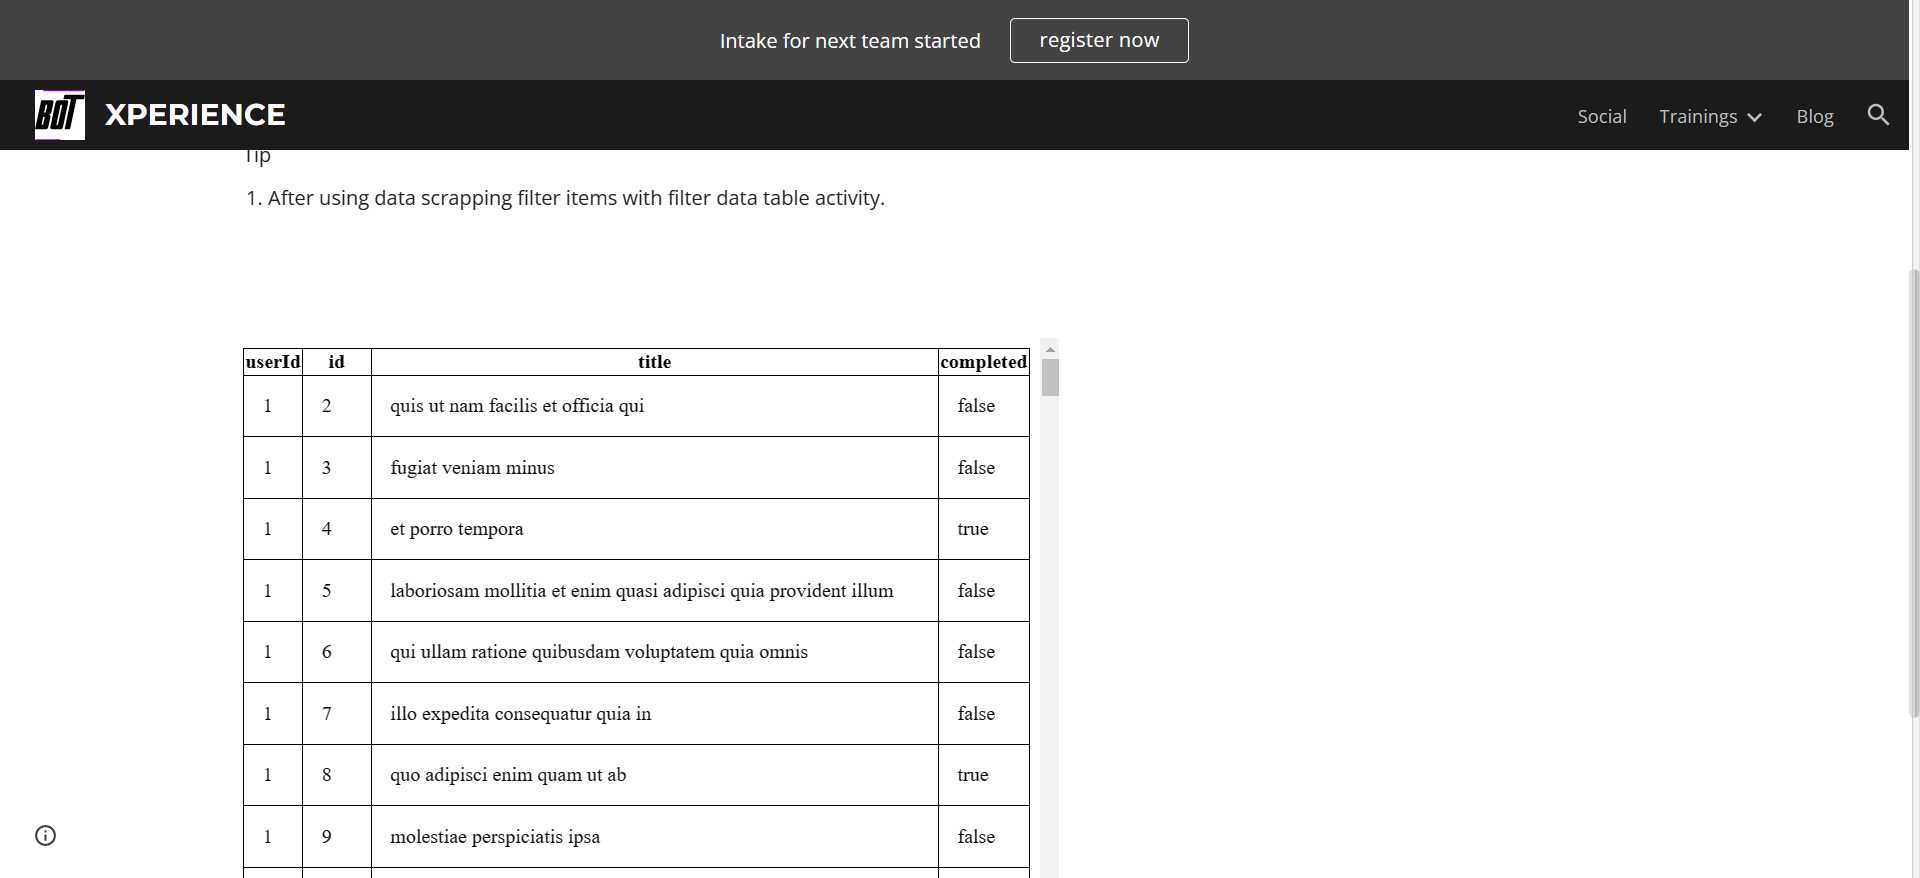 Intake for next team started register now
BOT XPERIENCE Social Trainings Blog
Tip
1. After using data scrapping filter items with filter data table activity.
userId id title completed
1 2 quis ut nam facilis et officia qui false
1 3 fugiat veniam minus false
1 4 et porro tempora true
1 5 laboriosam mollitia et enim quasi adipisci quia provident illum false
1 6 qui ullam ratione quibusdam voluptatem quia omnis false
1 7 illo expedita consequatur quia in false
1 8 quo adipisci enim quam ut ab true
1 9 molestiae perspiciatis ipsa false